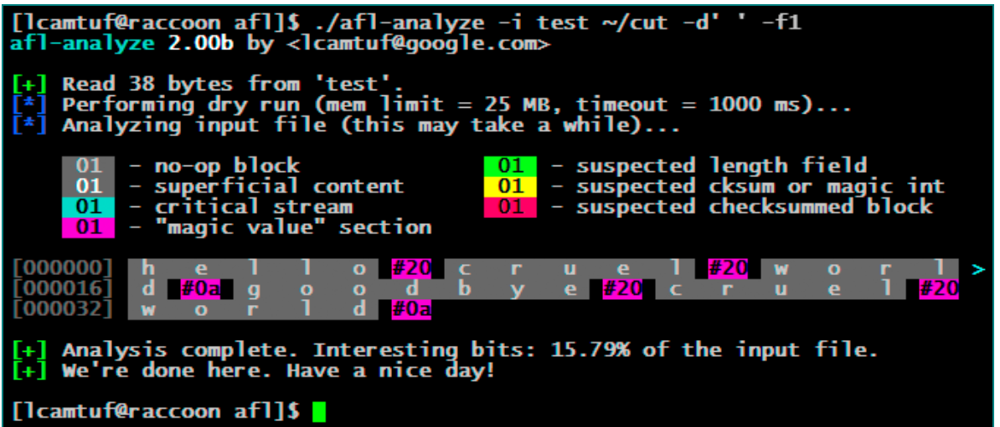 [lcamtuf@raccoon afl]$ ./afl-analyze -i test ~/cut -d' ' -f1
afl-analyze 2.00b by <lcamtuf@google.com>
[+] Read 38 bytes from 'test'.
[*] Performing dry run (mem limit = 25 MB, timeout = 1000 ms)...
[*] Analyzing input file (this may take a while)...
01 - no-op block 01 - suspected length field
01 - superficial content 01 - suspected cksum or magic int
01 - critical stream 01 - suspected checksummed block
01 - "magic value" section
[000000] h e l l o #20 c r u e l #20 w o r l >
[000016] d #0a g o o d b y e #20 c r u e l #20
[000032] w o r l d #0a
[+] Analysis complete. Interesting bits: 15.79% of the input file.
[+] We're done here. Have a nice day!
[lcamtuf@raccoon afl]$